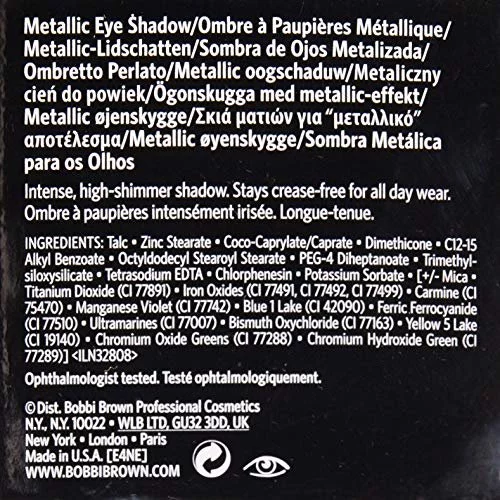 Metallic Eye Shadow/Ombre à Paupières Métallique/
Metallic-Lidschatten/Sombra de Ojos Metalizada/
Ombretto Perlato/Metallic oogschaduw/Metaliczny
cień do powiek/Ögonskugga med metallic-effekt/
Metallic øjenskygge/Σκιά ματιών για “μεταλλικό”
αποτέλεσμα/Metallic øyenskygge/Sombra Metálica
para os Olhos
Intense, high-shimmer shadow. Stays crease-free for all day wear.
Ombre à paupières intensément irisée. Longue-tenue.
INGREDIENTS: Talc • Zinc Stearate • Coco-Caprylate/Caprate • Dimethicone • C12-15
Alkyl Benzoate • Octyldodecyl Stearoyl Stearate • PEG-4 Diheptanoate • Trimethyl-
siloxysilicate • Tetrasodium EDTA • Chlorphenesin • Potassium Sorbate • [+/- Mica •
Titanium Dioxide (CI 77891) • Iron Oxides (CI 77491, CI 77492, CI 77499) • Carmine (CI
75470) • Manganese Violet (CI 77742) • Blue 1 Lake (CI 42090) • Ferric Ferrocyanide
(CI 77510) • Ultramarines (CI 77007) • Bismuth Oxychloride (CI 77163) • Yellow 5 Lake
(CI 19140) • Chromium Oxide Greens (CI 77288) • Chromium Hydroxide Green (CI
77289)] <ILN32808>
Ophthalmologist tested. Testé ophtalmologiquement.
© Dist. Bobbi Brown Professional Cosmetics
N.Y., N.Y. 10022 • WLB LTD, GU32 3DD, UK
New York • London • Paris
Made in U.S.A. [E4NE]
WWW.BOBBIBROWN.COM